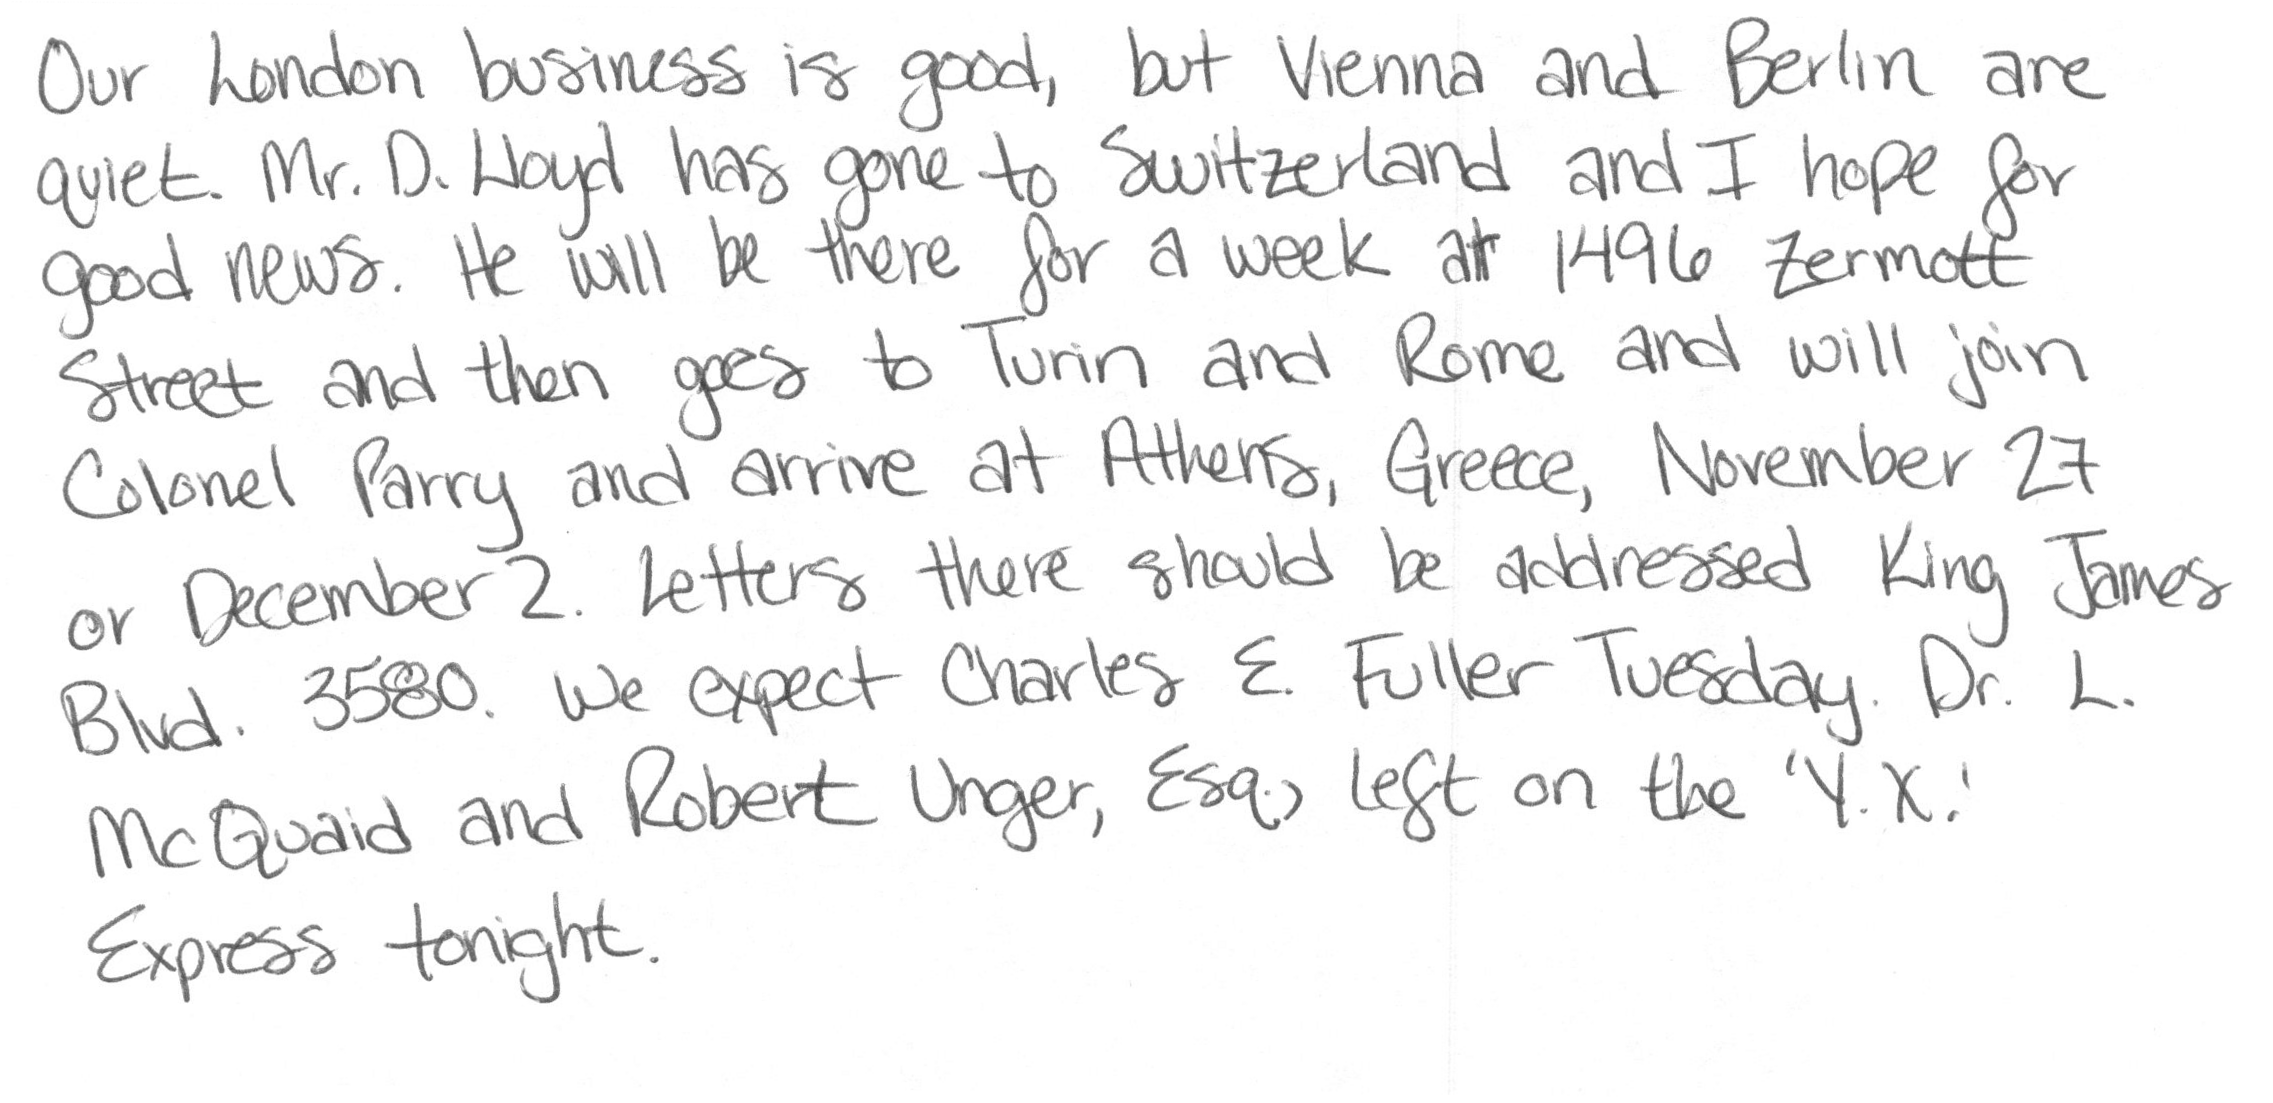 Our London business is good, but Vienna and Berlin are
quiet. Mr. D. Lloyd has gone to Switzerland and I hope for
good news. He will be there for a week at 1496 Zermott
Street and then goes to Turin and Rome and will join
Colonel Parry and arrive at Athens, Greece, November 27
or December 2. Letters there should be addressed King James
Blvd. 3580. We expect Charles E. Fuller Tuesday. Dr. L.
McQuaid and Robert Unger, Esq., left on the 'Y.X.'
Express tonight.